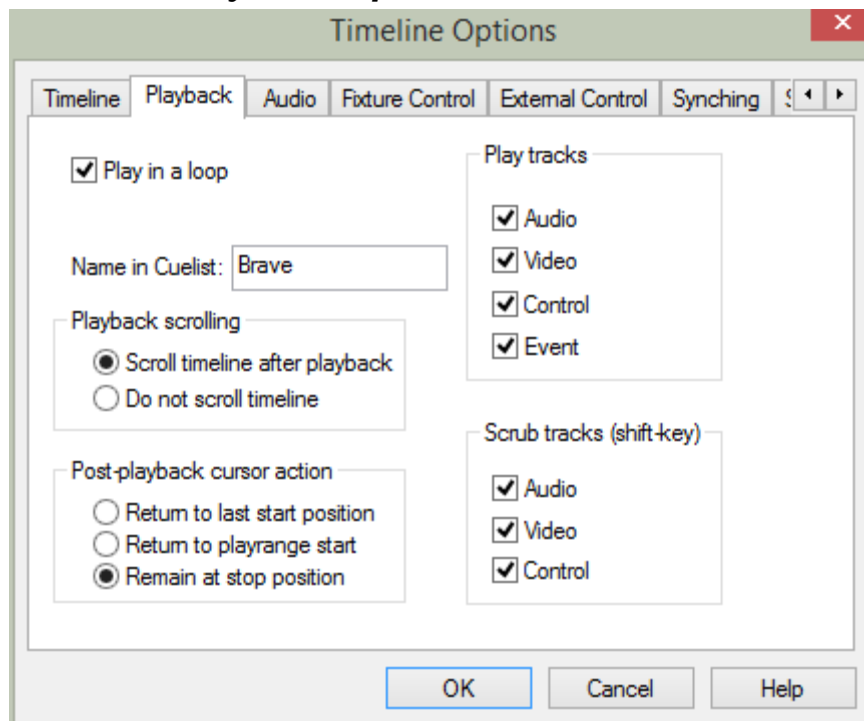 Timeline Options
Timeline Playback Audio Fixture Control External Control Synching
Play in a loop
Name in Cuelist: Brave
Playback scrolling
Scroll timeline after playback
Do not scroll timeline
Post-playback cursor action
Return to last start position
Return to playrange start
Remain at stop position
Play tracks
Audio
Video
Control
Event
Scrub tracks (shift-key)
Audio
Video
Control
OK Cancel Help